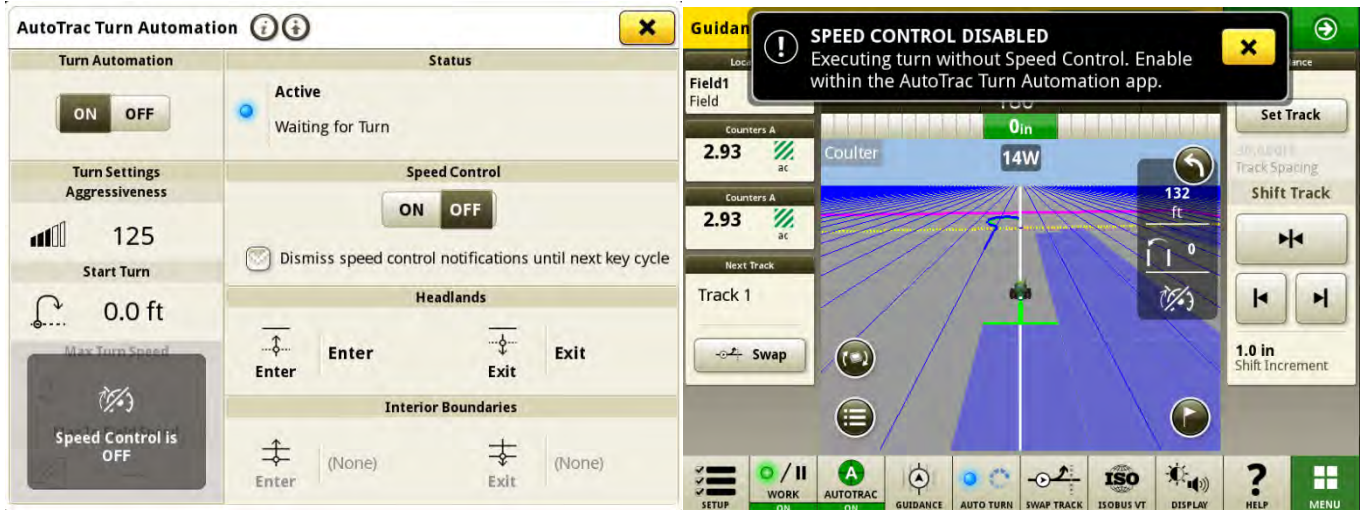 AutoTrac Turn Automation
Turn Automation
ON OFF
Turn Settings
Aggressiveness
125
Start Turn
0.0 ft
Max Turn Speed
Speed Control is
OFF
Status
Active
Waiting for Turn
Speed Control
ON OFF
Dismiss speed control notifications until next key cycle
Headlands
Enter
Enter
Exit
Exit
Interior Boundaries
Enter
(None)
Exit
(None)
Guidan
SPEED CONTROL DISABLED
Executing turn without Speed Control. Enable
within the AutoTrac Turn Automation app.
Field1
Field
Counters A
2.93
ac
Counters A
2.93
ac
Next Track
Track 1
Swap
0in
Coulter
14W
132
ft
0
Set Track
Track Spacing
Shift Track
1.0 in
Shift Increment
SETUP
WORK
ON
AUTOTRAC
ON
GUIDANCE
AUTO TURN
SWAP TRACK
ISO
ISOBUS VT
DISPLAY
?
HELP
MENU